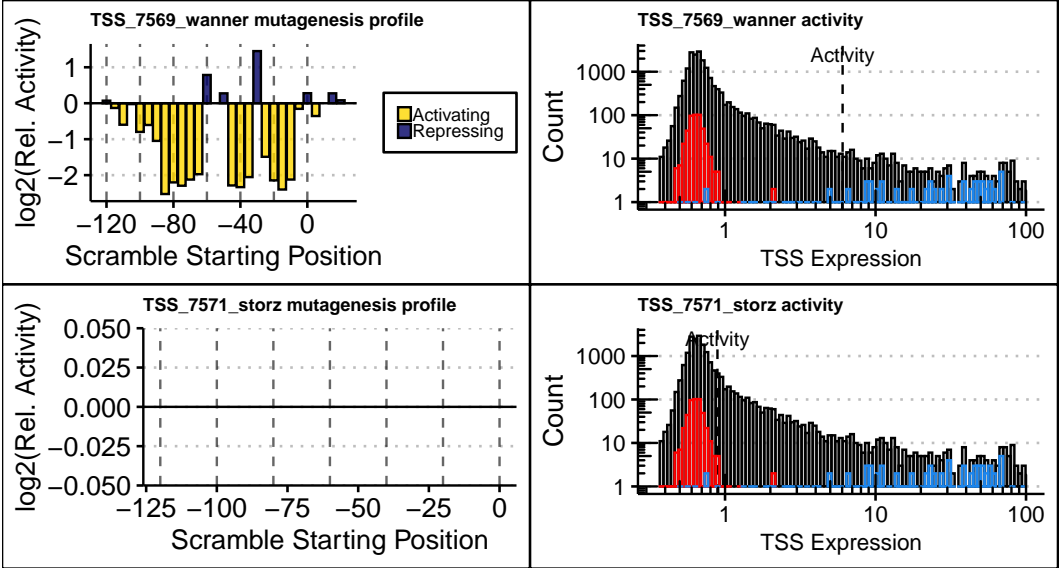 TSS_7569_wanner mutagenesis profile
log2(Rel. Activity)
1
0
−1
−2
−120
−80
−40
0
Scramble Starting Position
Activating
Repressing
TSS_7569_wanner activity
Activity
Count
1000
100
10
1
1
10
100
TSS Expression
TSS_7571_storz mutagenesis profile
log2(Rel. Activity)
0.050
0.025
0.000
−0.025
−0.050
−125
−100
−75
−50
−25
0
Scramble Starting Position
TSS_7571_storz activity
Activity
Count
1000
100
10
1
1
10
100
TSS Expression